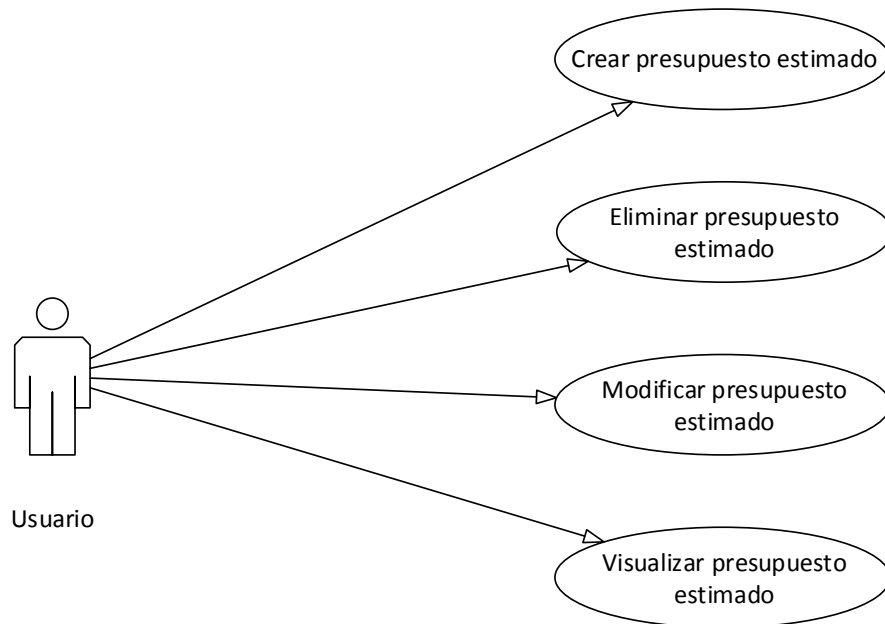 Crear presupuesto estimado
Eliminar presupuesto
estimado
Modificar presupuesto
estimado
Usuario
Visualizar presupuesto
estimado